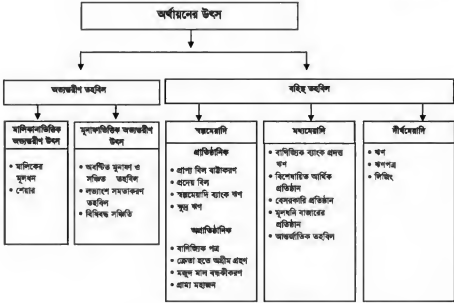 অর্থায়নের উৎস
অভ্যন্তরীণ তহবিল
বহিস্থ তহবিল
মালিকানাভিত্তিক
অভ্যন্তরীণ উৎস
• মালিকের
মূলধন
• শেয়ার
মুনাফাভিত্তিক অভ্যন্তরীণ
উৎস
• অবণ্টিত মুনাফা ও
সঞ্চিত তহবিল
• লভ্যাংশ সমতাকরণ
তহবিল
• বিধিবদ্ধ সঞ্চিতি
স্বল্পমেয়াদি
প্রাতিষ্ঠানিক
• প্রাপ্য বিল বাট্টাকরণ
• প্রদেয় বিল
• স্বল্পমেয়াদি ব্যাংক ঋণ
• ক্ষুদ্র ঋণ
অপ্রাতিষ্ঠানিক
• বাণিজ্যিক পত্র
• ক্রেতা হতে অগ্রীম গ্রহণ
• মজুদ মাল বন্ধকীকরণ
• গ্রাম্য মহাজন
মধ্যমেয়াদি
• বাণিজ্যিক ব্যাংক প্রদত্ত
ঋণ
• বিশেষায়িত আর্থিক
প্রতিষ্ঠান
• বেসরকারি প্রতিষ্ঠান
• মূলধনি বাজারের
প্রতিষ্ঠান
• আন্তর্জাতিক তহবিল
দীর্ঘমেয়াদি
• ঋণ
• ঋণপত্র
• লিজিং